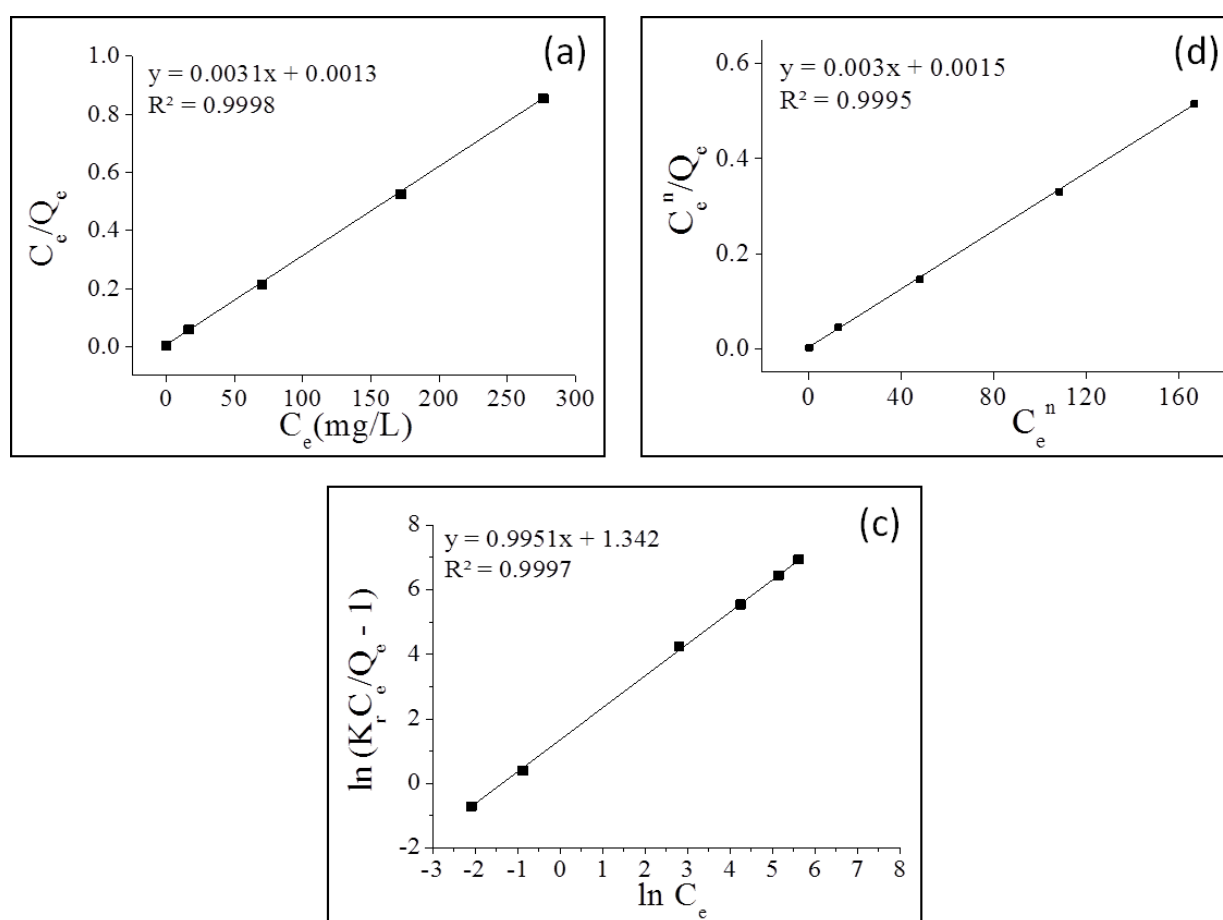 (a)
y = 0.0031x + 0.0013
R² = 0.9998
1.0
0.8
0.6
0.4
0.2
0.0
C_e/Q_e
0 50 100 150 200 250 300
C_e(mg/L)
(d)
y = 0.003x + 0.0015
R² = 0.9995
0.6
0.4
0.2
0.0
C_e^n/Q_e
0 40 80 120 160
C_e^n
(c)
y = 0.9951x + 1.342
R² = 0.9997
8
6
4
2
0
-2
ln (K_rC_e/Q_e - 1)
-3 -2 -1 0 1 2 3 4 5 6 7 8
ln C_e